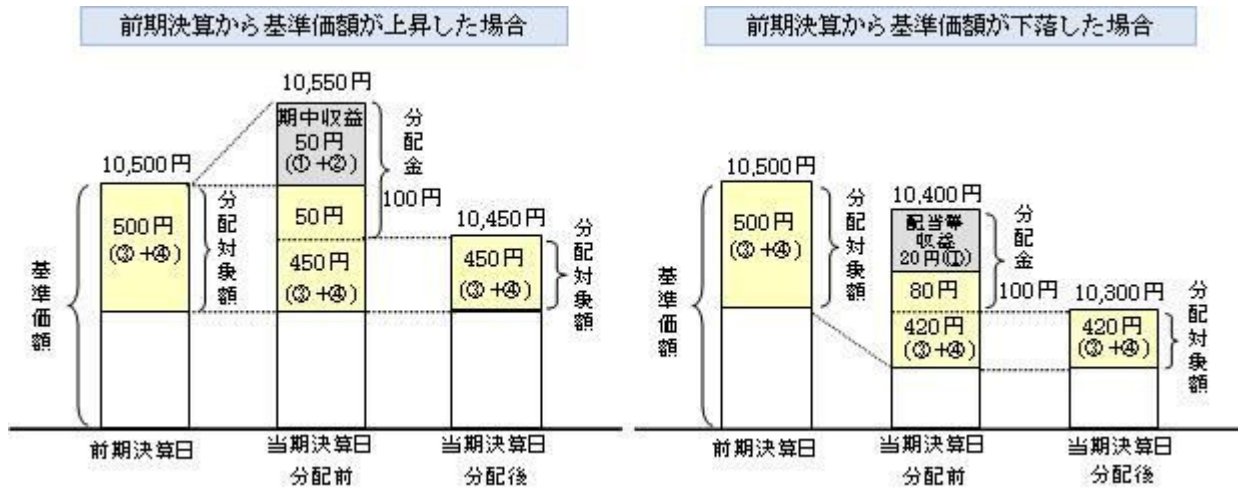 前期決算から基準価額が上昇した場合
10,550円
期中収益
50円
(①+②)
分配金
10,500円
500円
(③+④)
分配対象額
50円
100円
10,450円
450円
(③+④)
450円
(③+④)
分配対象額
基準価額
前期決算日
当期決算日
分配前
当期決算日
分配後
前期決算から基準価額が下落した場合
10,500円
500円
(③+④)
分配対象額
10,400円
配当等
収益
20円(①)
分配金
80円
100円
10,300円
420円
(③+④)
420円
(③+④)
分配対象額
基準価額
前期決算日
当期決算日
分配前
当期決算日
分配後